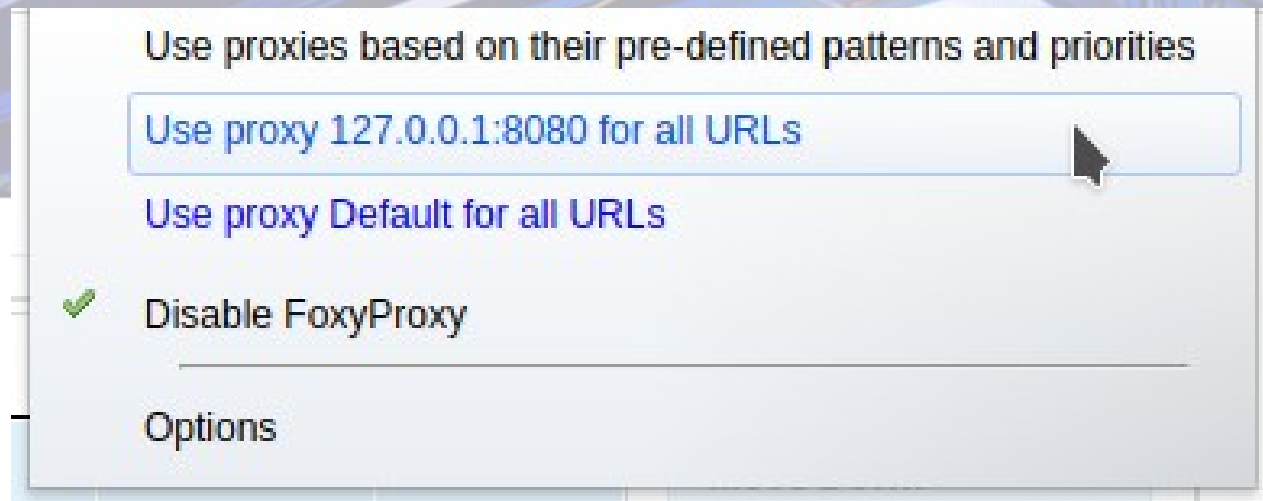 Use proxies based on their pre-defined patterns and priorities
Use proxy 127.0.0.1:8080 for all URLs
Use proxy Default for all URLs
Disable FoxyProxy
Options